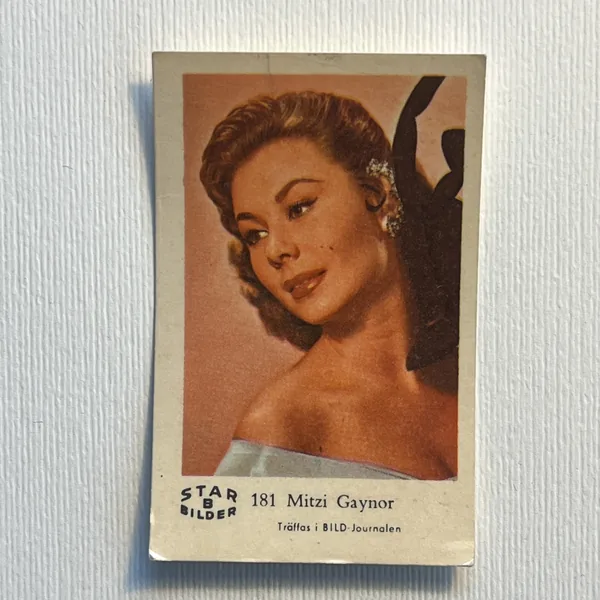 STAR
B
BILDER
181 Mitzi Gaynor
Träffas i BILD-Journalen